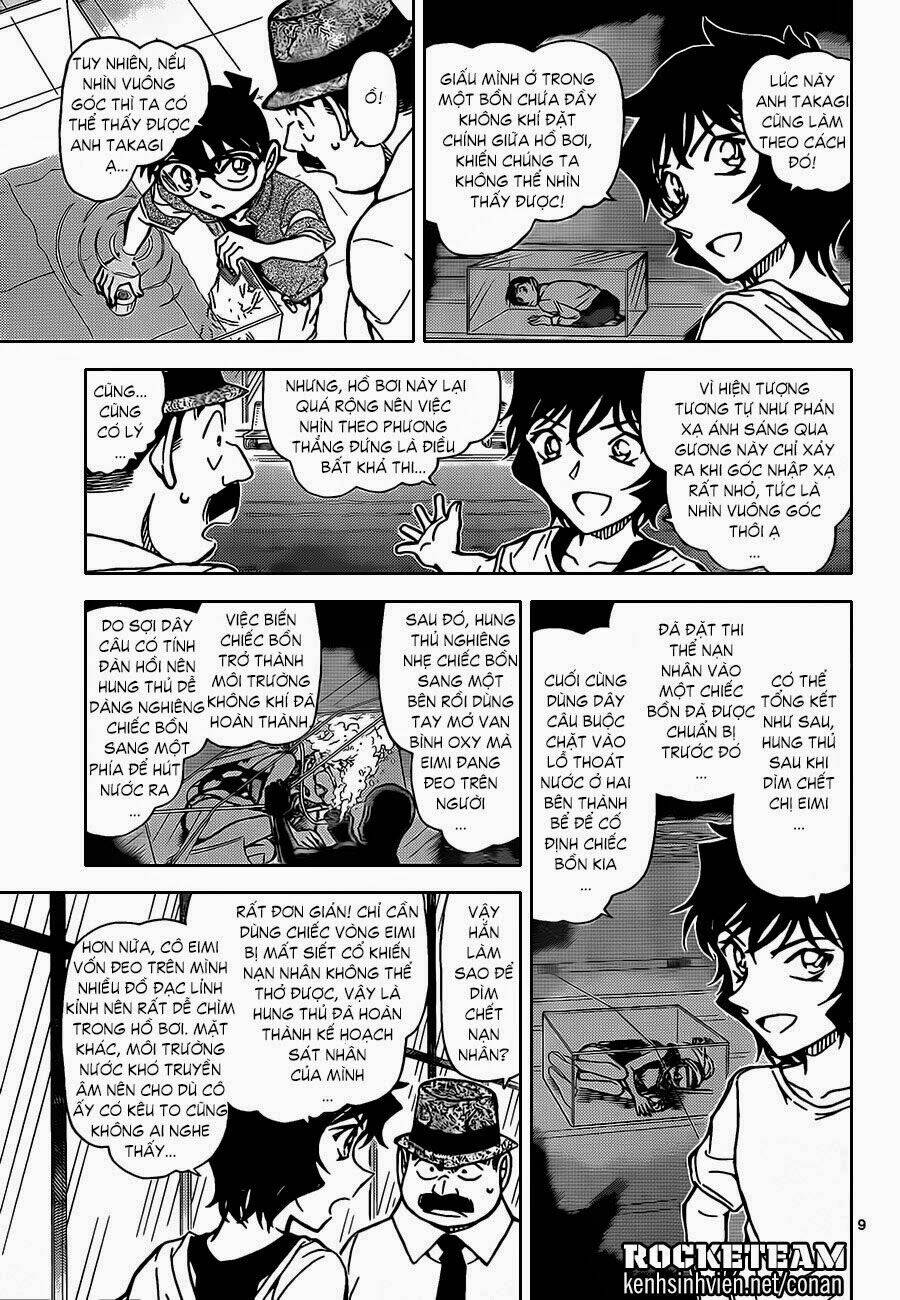 LÚC NÀY
ANH TAKAGI
CŨNG LÀM
THEO CÁCH
ĐÓ!
GIẤU MÌNH Ở TRONG
MỘT BỒN CHỨA ĐẦY
KHÔNG KHÍ ĐẶT
CHÍNH GIỮA HỒ BƠI,
KHIẾN CHÚNG TA
KHÔNG THỂ NHÌN
THẤY ĐƯỢC!
Ồ!
TUY NHIÊN, NẾU
NHÌN VUÔNG
GÓC THÌ TA CÓ
THỂ THẤY ĐƯỢC
ANH TAKAGI
Ạ...
VÌ HIỆN TƯỢNG
TƯƠNG TỰ NHƯ PHẢN
XẠ ÁNH SÁNG QUA
GƯƠNG NÀY CHỈ XẢY
RA KHI GÓC NHẬP XẠ
RẤT NHỎ, TỨC LÀ
NHÌN VUÔNG GÓC
THÔI Ạ
...
NHƯNG, HỒ BƠI NÀY LẠI
QUÁ RỘNG NÊN VIỆC
NHÌN THEO PHƯƠNG
THẲNG ĐỨNG LÀ ĐIỀU
BẤT KHẢ THI...
CŨNG...
CŨNG
CÓ LÝ
...
CÓ THỂ
TỔNG KẾT
NHƯ SAU,
HUNG THỦ
SAU KHI
DÌM CHẾT
CHỊ EIMI
...
ĐÃ ĐẶT THI
THỂ NẠN
NHÂN VÀO
MỘT CHIẾC
BỒN ĐÃ ĐƯỢC
CHUẨN BỊ
TRƯỚC ĐÓ
...
CUỐI CÙNG
DÙNG DÂY
CÂU BUỘC
CHẶT VÀO
LỖ THOÁT
NƯỚC Ở HAI
BÊN THÀNH
BỂ ĐỂ CỐ
ĐỊNH CHIẾC
BỒN KIA
...
SAU ĐÓ, HUNG
THỦ NGHIÊNG
NHẸ CHIẾC BỒN
SANG MỘT
BÊN RỒI DÙNG
TAY MỞ VAN
BÌNH OXY MÀ
EIMI ĐANG
ĐEO TRÊN
NGƯỜI
...
VIỆC BIẾN
CHIẾC BỒN
TRỞ THÀNH
MÔI TRƯỜNG
KHÔNG KHÍ ĐÃ
HOÀN THÀNH
...
DO SỢI DÂY
CÂU CÓ TÍNH
ĐÀN HỒI NÊN
HUNG THỦ DỄ
DÀNG NGHIÊNG
CHIẾC BỒN
SANG MỘT
PHÍA ĐỂ HÚT
NƯỚC RA ...
VẬY
HẮN
LÀM
SAO ĐỂ
DÌM
CHẾT
NẠN
NHÂN?
RẤT ĐƠN GIẢN! CHỈ CẦN
DÙNG CHIẾC VÒNG EIMI
BỊ MẤT SIẾT CỔ KHIẾN
NẠN NHÂN KHÔNG THỂ
THỞ ĐƯỢC, VẬY LÀ
HUNG THỦ ĐÃ HOÀN
THÀNH KẾ HOẠCH
SÁT NHÂN
CỦA MÌNH
...
HƠN NỮA, CÔ EIMI
VỐN ĐEO TRÊN MÌNH
NHIỀU ĐỒ ĐẠC LỈNH
KỈNH NÊN RẤT DỄ CHÌM
TRONG HỒ BƠI. MẶT
KHÁC, MÔI TRƯỜNG
NƯỚC KHÓ TRUYỀN
ÂM NÊN CHO DÙ CÔ
ẤY CÓ KÊU TO CŨNG
KHÔNG AI NGHE
THẤY...
9
ROCKETEAM
kenhsinhvien.net/conan